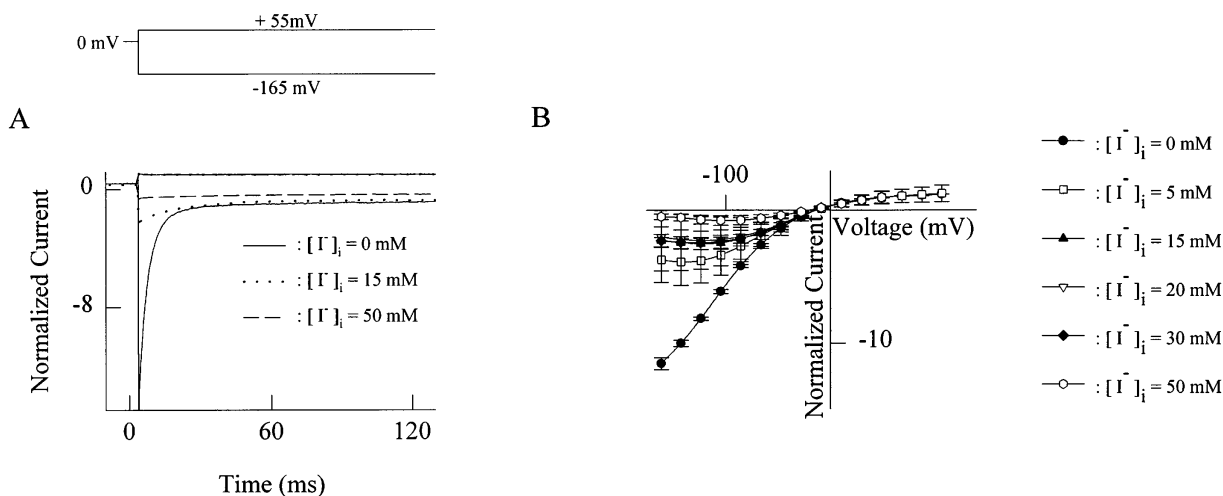 + 55mV
0 mV
-165 mV
A
0
-8
Normalized Current
: [ I⁻ ]ᵢ = 0 mM
: [ I⁻ ]ᵢ = 15 mM
: [ I⁻ ]ᵢ = 50 mM
0
60
120
Time (ms)
B
-100
Voltage (mV)
-10
Normalized Current
: [ I⁻ ]ᵢ = 0 mM
: [ I⁻ ]ᵢ = 5 mM
: [ I⁻ ]ᵢ = 15 mM
: [ I⁻ ]ᵢ = 20 mM
: [ I⁻ ]ᵢ = 30 mM
: [ I⁻ ]ᵢ = 50 mM